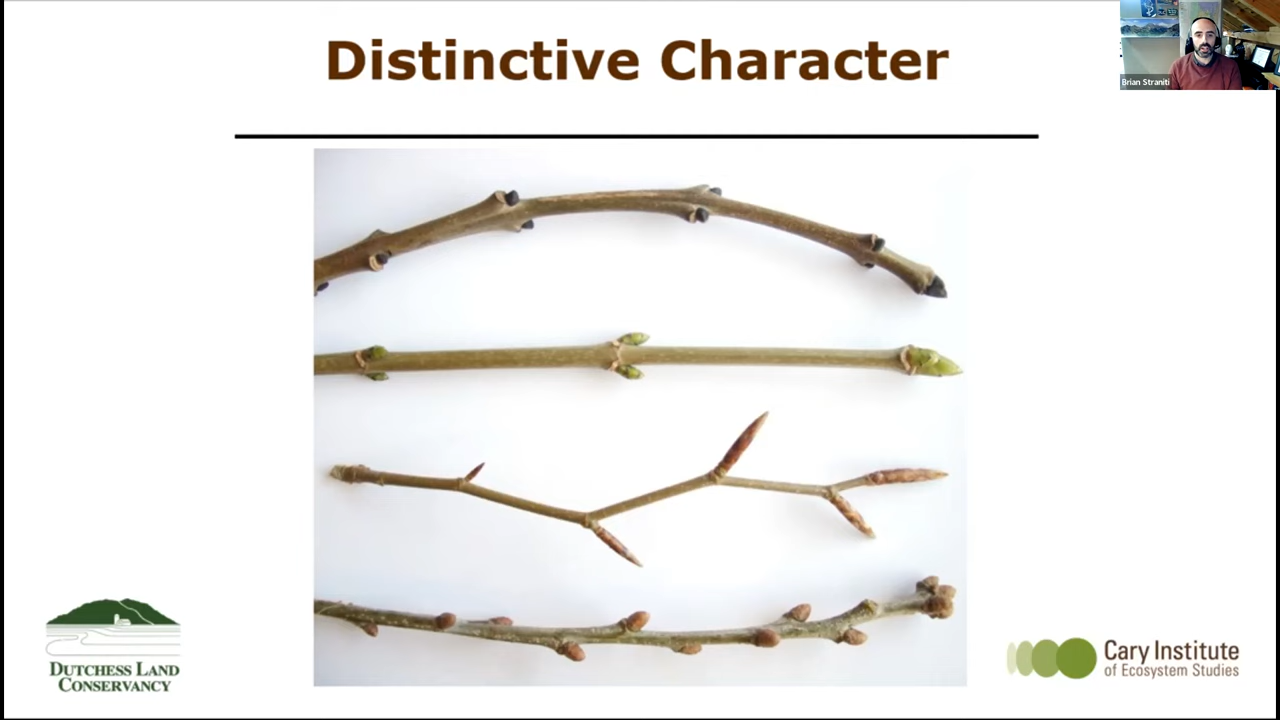 Distinctive Character
Brian Straniti
DUTCHESS LAND
CONSERVANCY
Cary Institute
of Ecosystem Studies